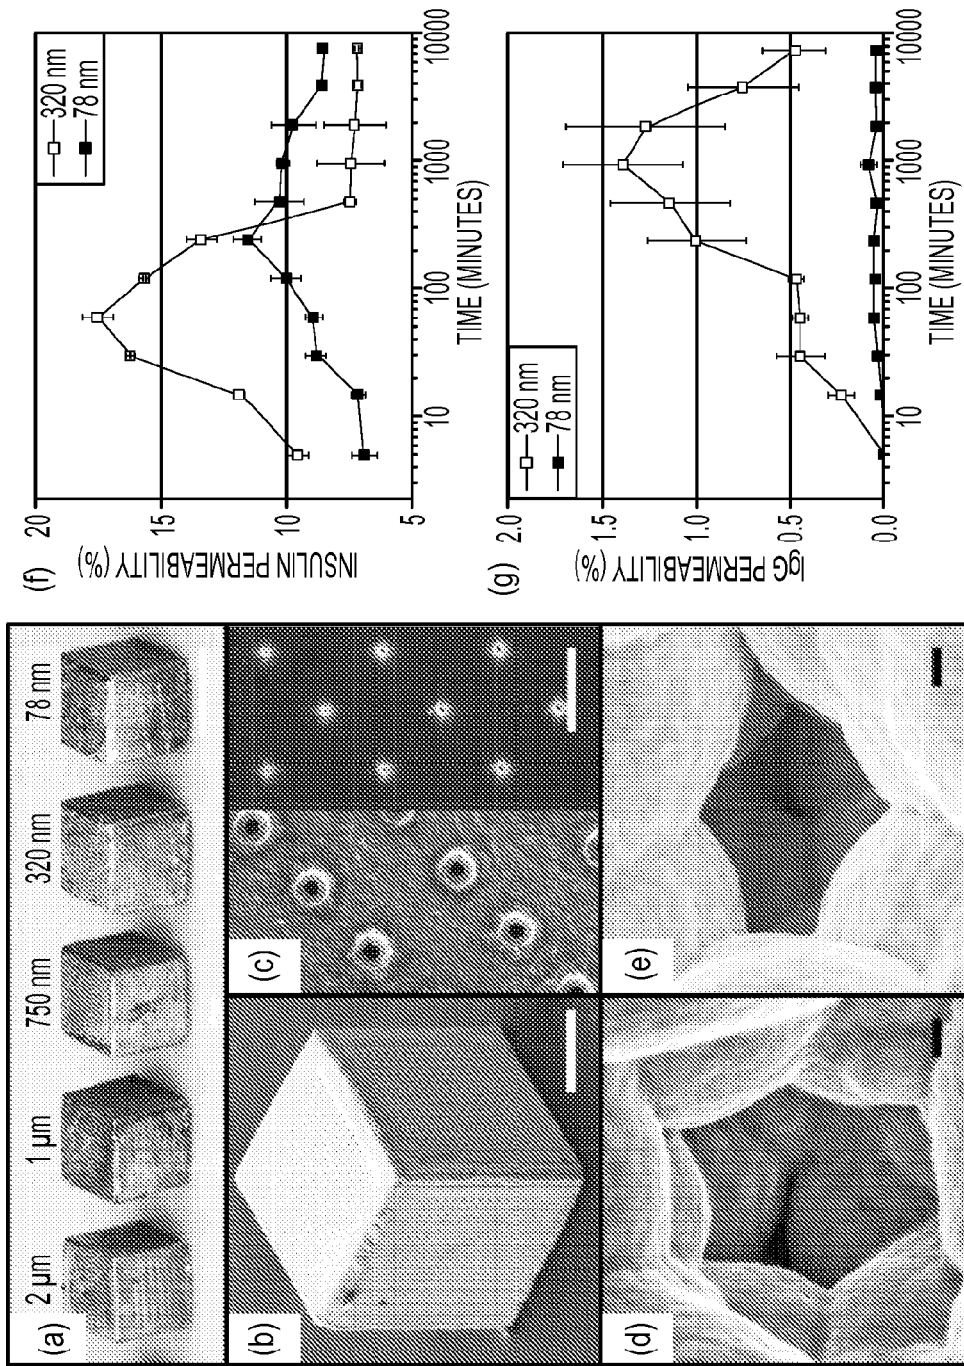 (a)
2 µm 1 µm 750 nm 320 nm 78 nm
(b)
(c)
(d)
(e)
(f)
INSULIN PERMEABILITY (%)
20
15
10
5
320 nm
78 nm
10 100 1000 10000
TIME (MINUTES)
(g)
IgG PERMEABILITY (%)
2.0
1.5
1.0
0.5
0.0
320 nm
78 nm
10 100 1000 10000
TIME (MINUTES)